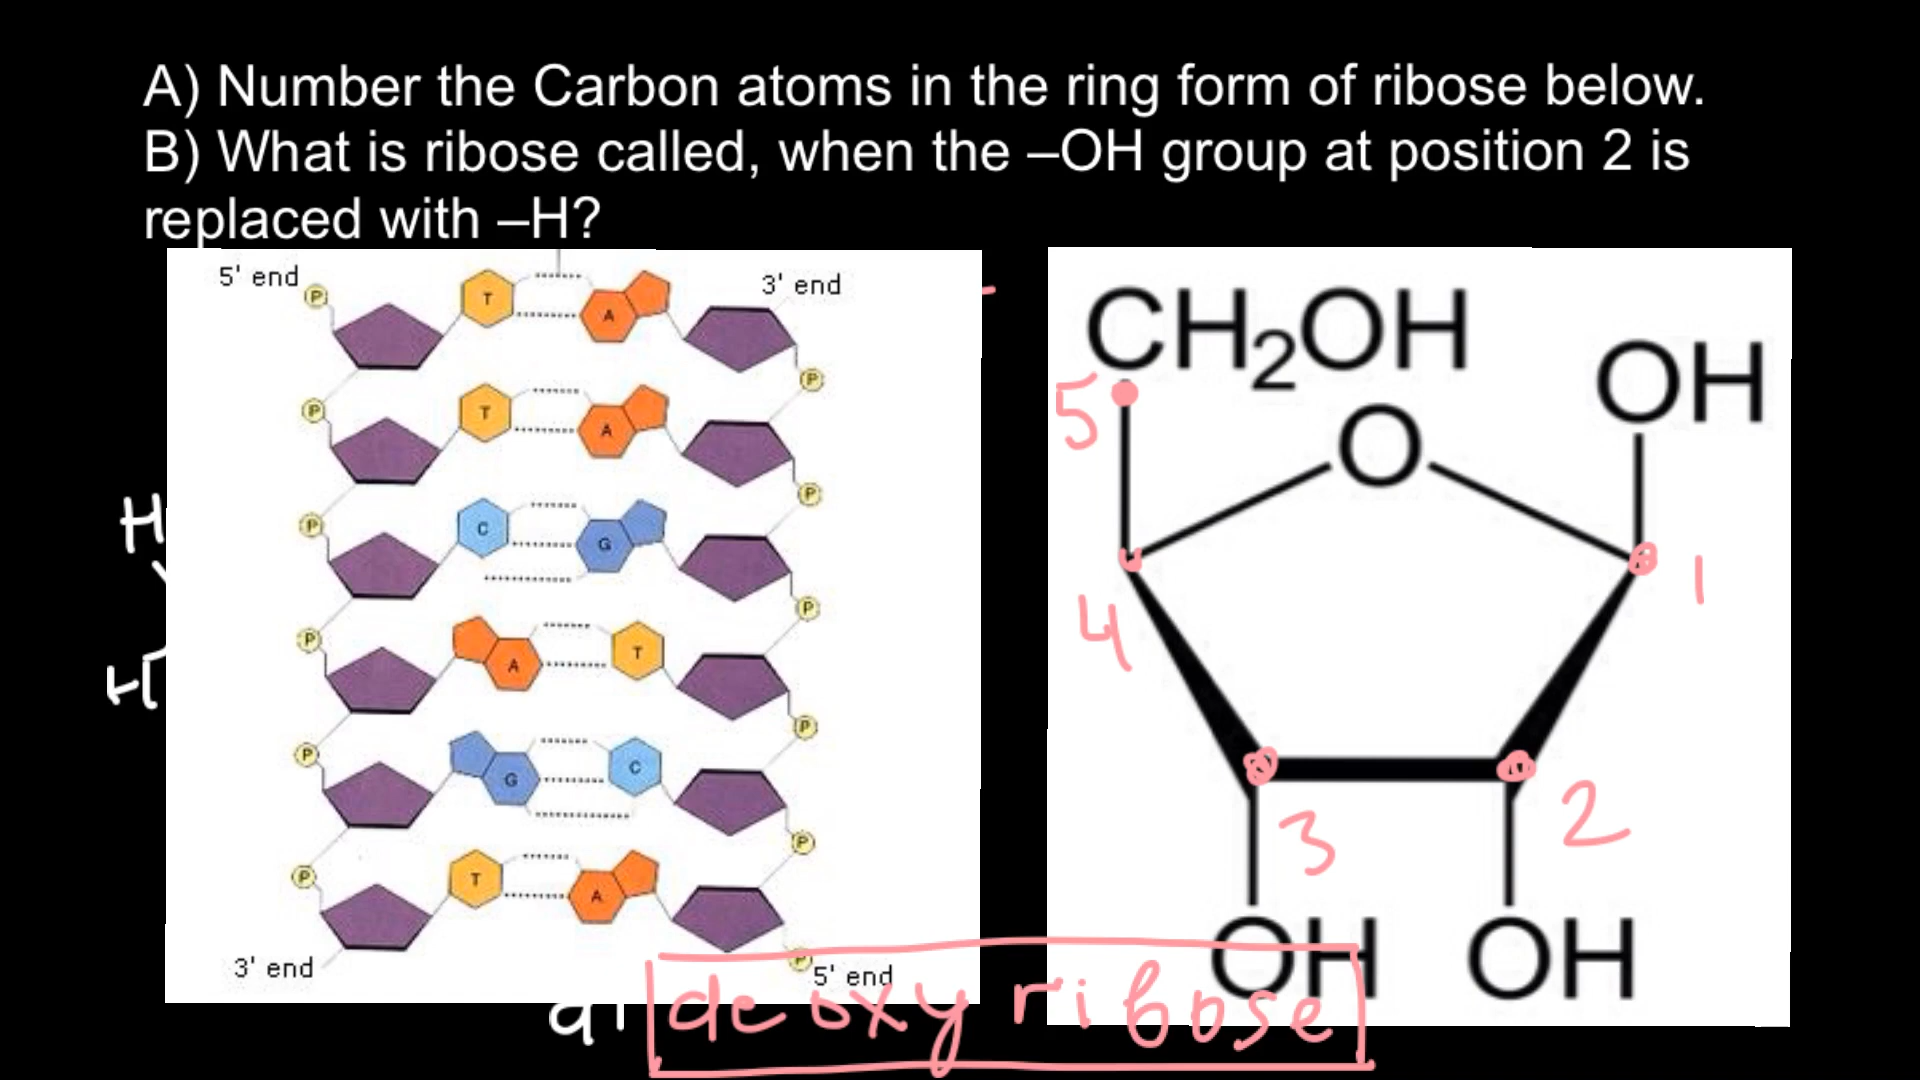 A) Number the Carbon atoms in the ring form of ribose below.
B) What is ribose called, when the –OH group at position 2 is
replaced with –H?
5' end
3' end
P
T
A
P
P
T
A
P
P
C
G
P
P
A
T
P
P
G
C
P
P
T
A
P
3' end
5' end
H
H
CH₂OH
OH
O
5
4
1
3
2
OH
OH
deoxyribose